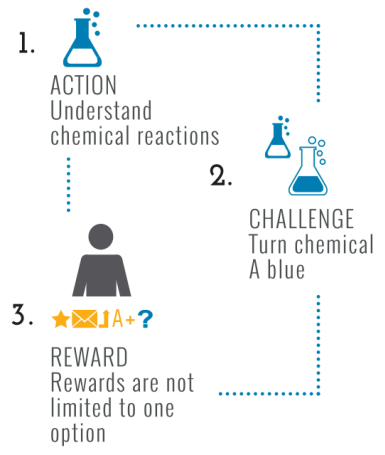 1.
ACTION
Understand
chemical reactions
2.
CHALLENGE
Turn chemical
A blue
3.
A+?
REWARD
Rewards are not
limited to one
option